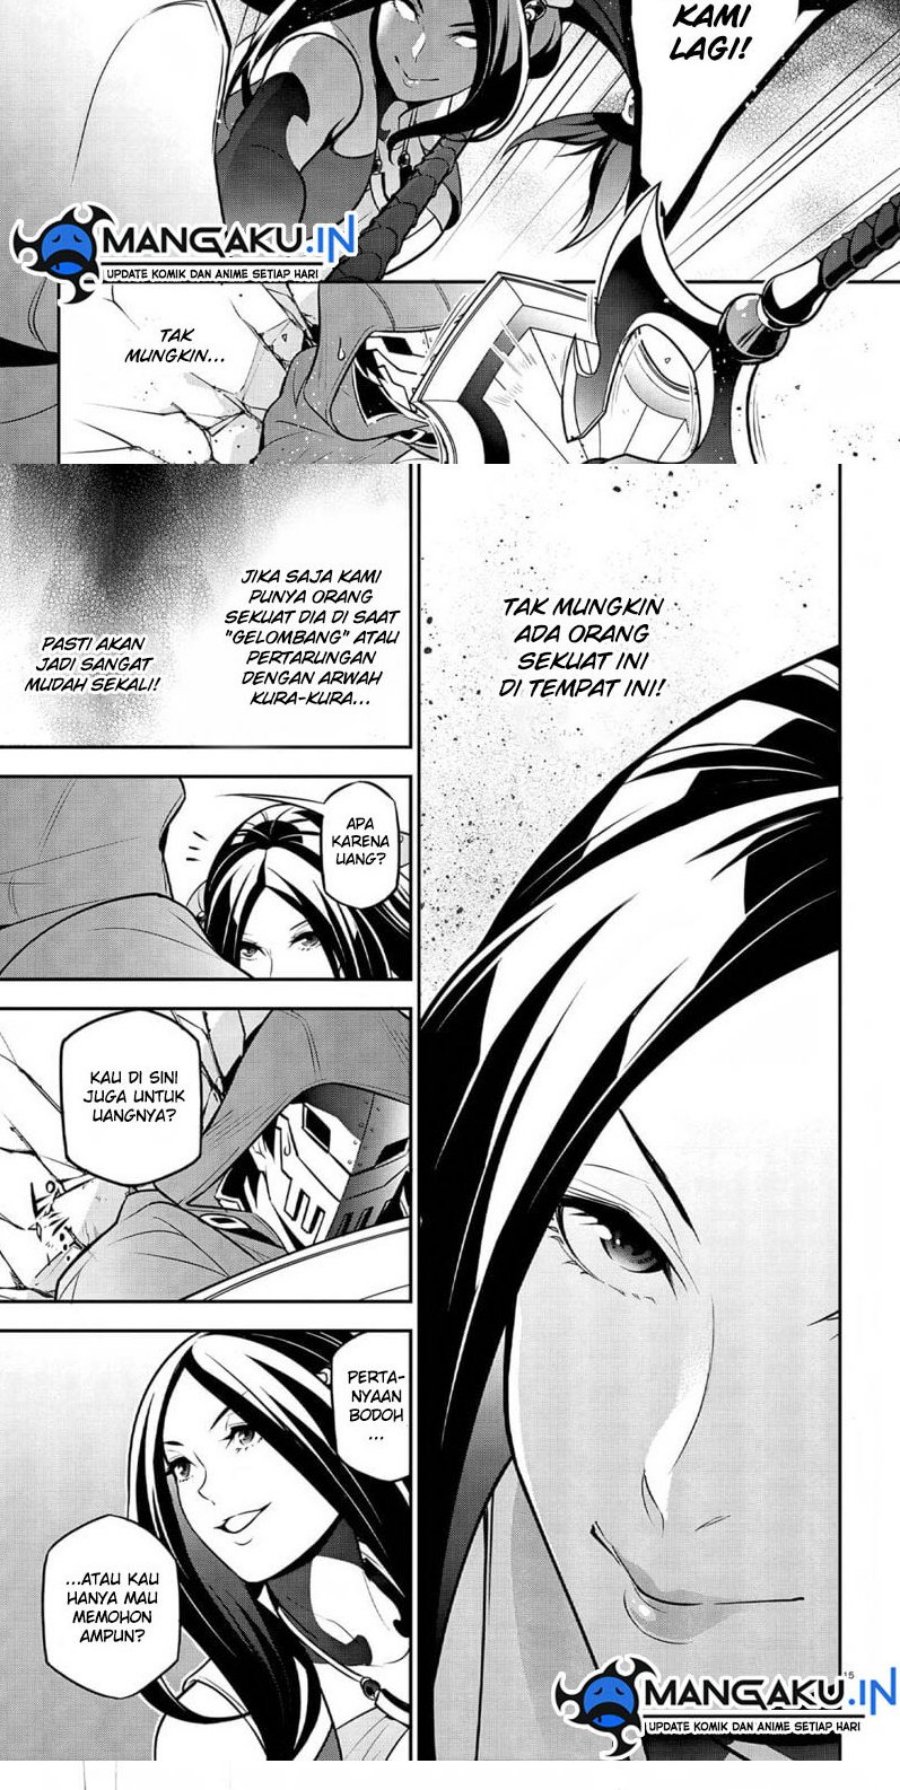 KAMI
LAGI!
MANGAKU.IN
UPDATE KOMIK DAN ANIME SETIAP HARI
TAK
MUNGKIN...
TAK MUNGKIN
ADA ORANG
SEKUAT INI
DI TEMPAT INI!
JIKA SAJA KAMI
PUNYA ORANG
SEKUAT DIA DI SAAT
"GELOMBANG" ATAU
PERTARUNGAN
DENGAN ARWAH
KURA-KURA...
PASTI AKAN
JADI SANGAT
MUDAH SEKALI!
APA
KARENA
UANG?
KAU DI SINI
JUGA UNTUK
UANGNYA?
PERTA-
NYAAN
BODOH
...
...ATAU KAU
HANYA MAU
MEMOHON
AMPUN?
15
MANGAKU.IN
UPDATE KOMIK DAN ANIME SETIAP HARI